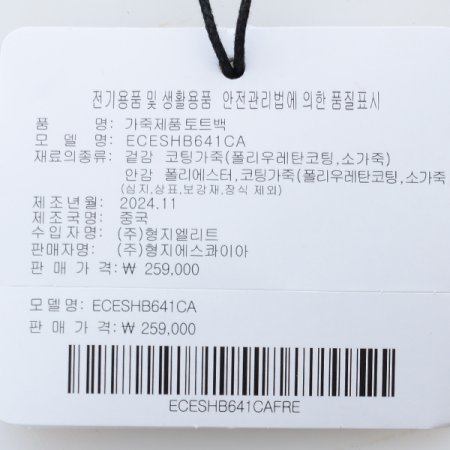 전기용품 및 생활용품 안전관리법에 의한 품질표시
품 명: 가죽제품토트백
모 델 명: ECESHB641CA
재료의종류: 겉감 코팅가죽(폴리우레탄코팅,소가죽)
안감 폴리에스터,코팅가죽(폴리우레탄코팅,소가죽
(심지,상표,보강재,장식 제외)
제조년월: 2024.11
제조국명: 중국
수입자명: (주)형지엘리트
판매자명: (주)형지에스콰이아
판 매 가 격: ₩ 259,000
모델명: ECESHB641CA
판 매 가 격: ₩ 259,000
ECESHB641CAFRE